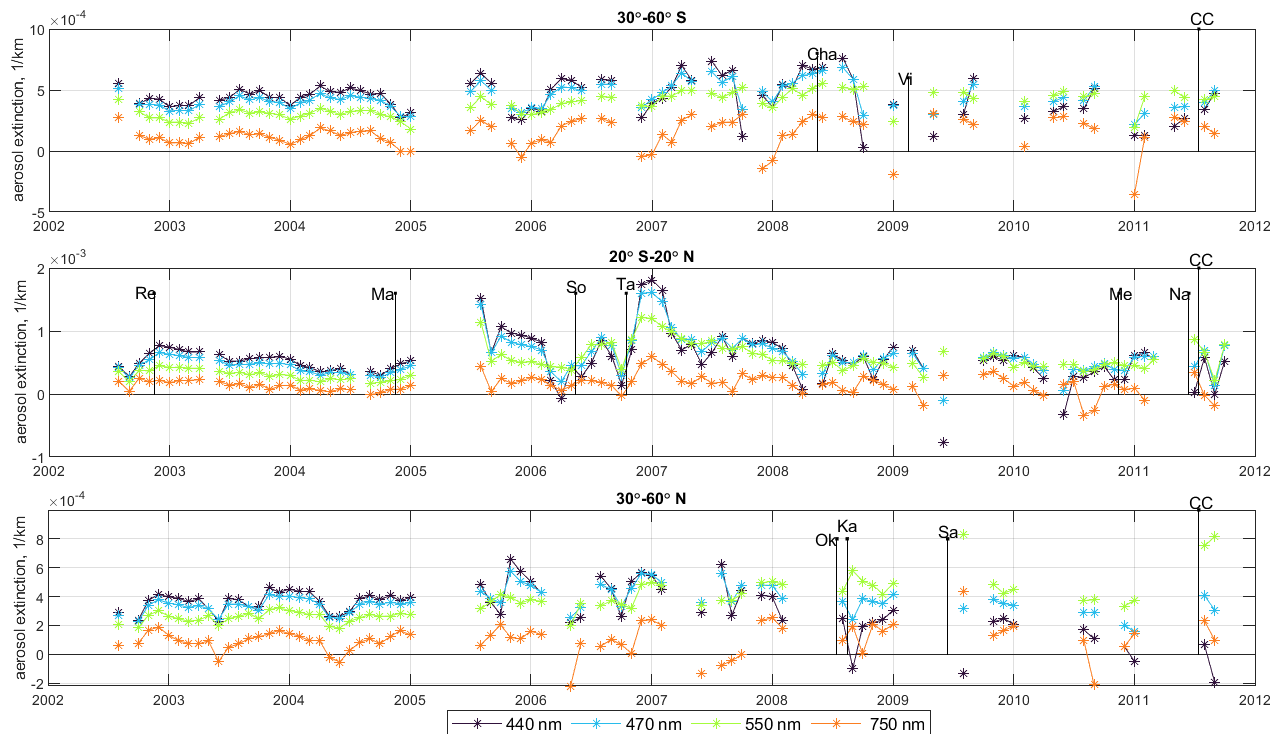 ×10⁻⁴
30°-60° S
CC
10
5
0
-5
aerosol extinction, 1/km
Cha
Vi
2002 2003 2004 2005 2006 2007 2008 2009 2010 2011 2012
×10⁻³
20° S-20° N
CC
2
1
0
-1
aerosol extinction, 1/km
Re
Ma
So
Ta
Me
Na
2002 2003 2004 2005 2006 2007 2008 2009 2010 2011 2012
×10⁻⁴
30°-60° N
CC
8
6
4
2
0
-2
aerosol extinction, 1/km
Ok
Ka
Sa
2002 2003 2004 2005 2006 2007 2008 2009 2010 2011 2012
440 nm 470 nm 550 nm 750 nm